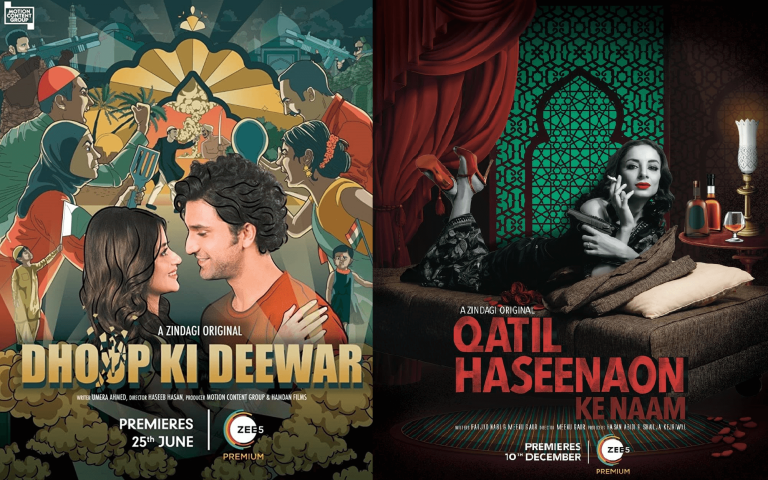 MOTION
CONTENT
GROUP
A ZINDAGI ORIGINAL
DHOOP KI DEEWAR
WRITER UMERA AHMED, DIRECTOR HASEEB HASAN, PRODUCER MOTION CONTENT GROUP & HAMDAN FILMS
PREMIERES
25th JUNE
ZEE5
PREMIUM
A ZINDAGI ORIGINAL
QATIL
HASEENAON
KE NAAM
PREMIERES
10TH DECEMBER
ZEE5
PREMIUM